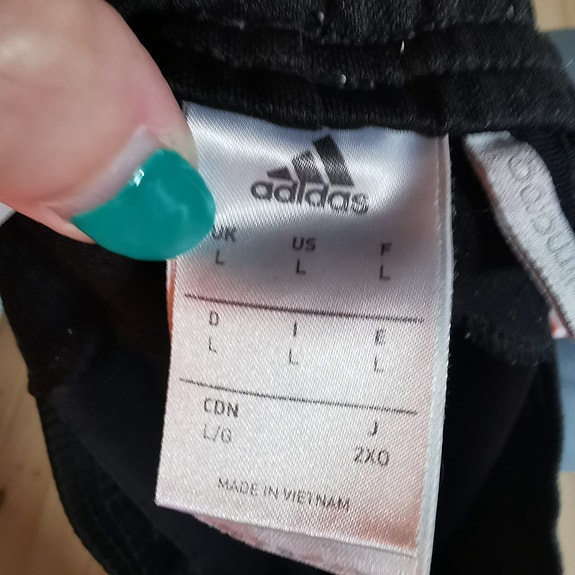 adidas
UK US F
L L L
D I E
L L L
CDN J
L/G 2XO
MADE IN VIETNAM